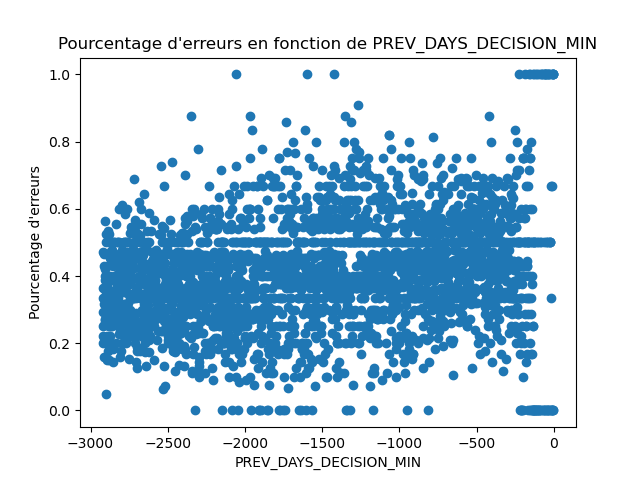 Pourcentage d'erreurs en fonction de PREV_DAYS_DECISION_MIN
1.0
0.8
0.6
0.4
0.2
0.0
Pourcentage d'erreurs
−3000 −2500 −2000 −1500 −1000 −500 0
PREV_DAYS_DECISION_MIN